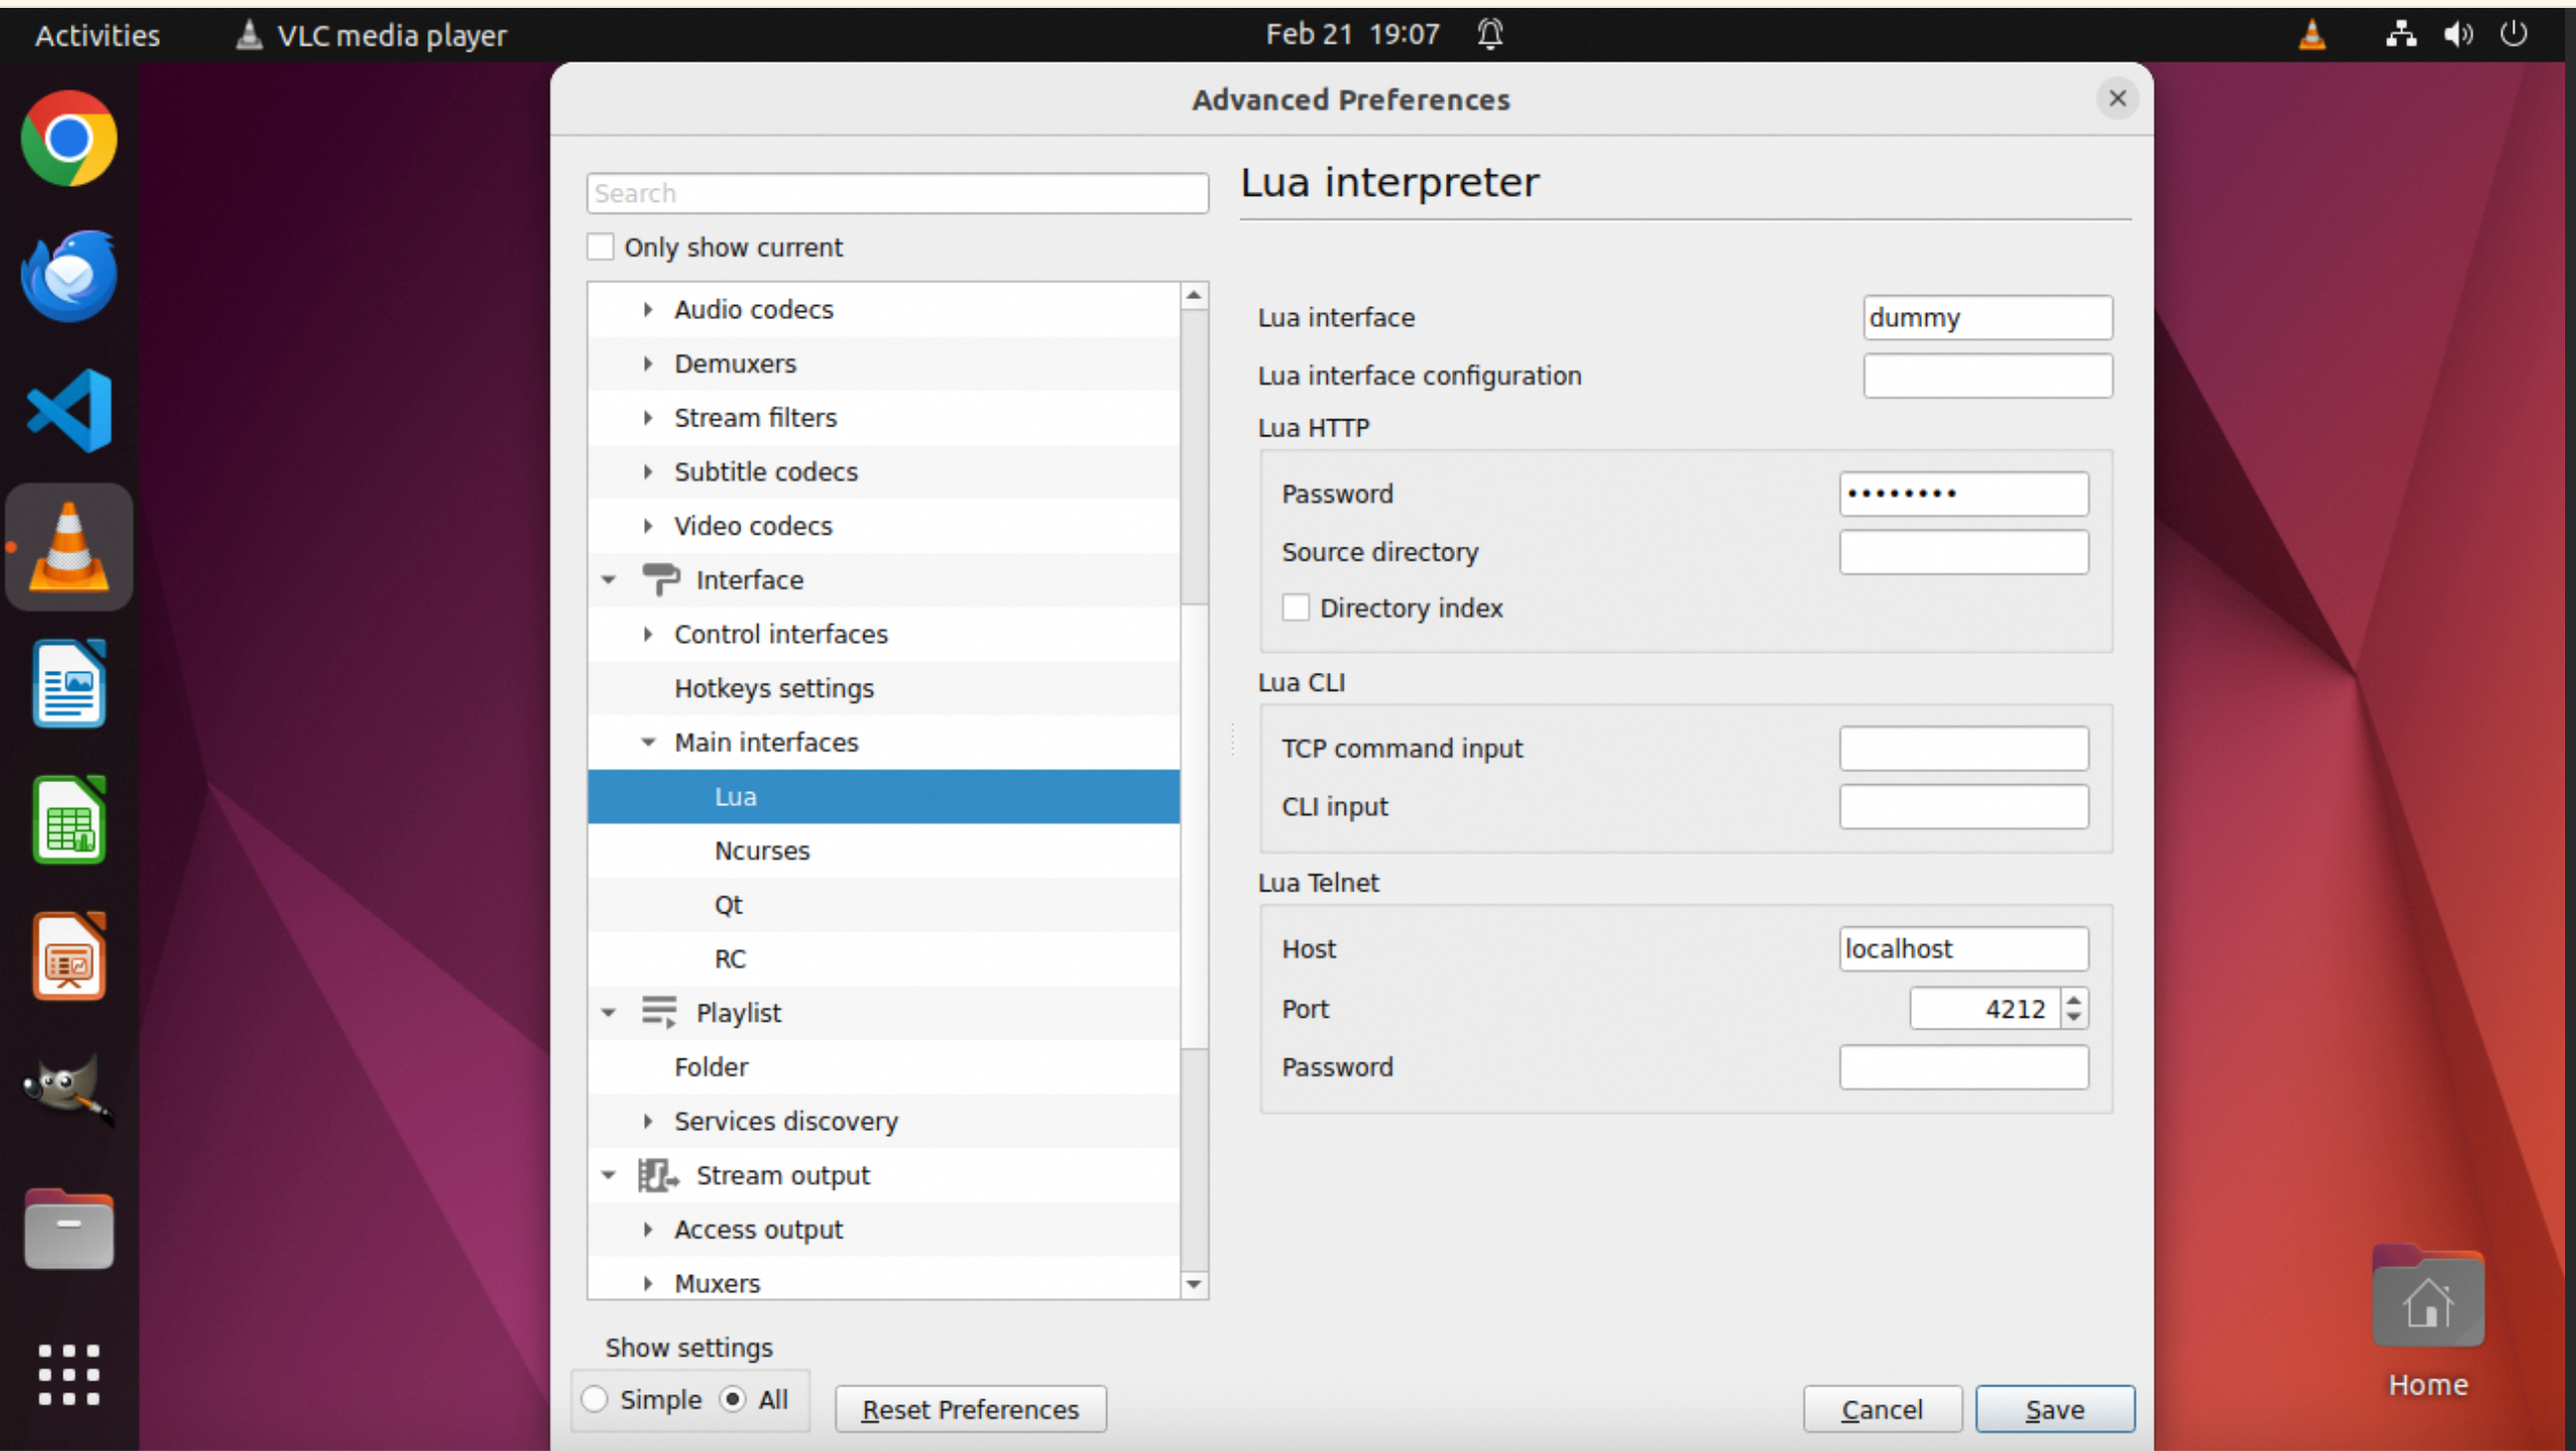 Activities VLC media player Feb 21 19:07
Advanced Preferences
Search
Only show current
Audio codecs
Demuxers
Stream filters
Subtitle codecs
Video codecs
Interface
Control interfaces
Hotkeys settings
Main interfaces
Lua
Ncurses
Qt
RC
Playlist
Folder
Services discovery
Stream output
Access output
Muxers
Show settings
Simple All
Reset Preferences
Lua interpreter
Lua interface dummy
Lua interface configuration
Lua HTTP
Password ••••••••
Source directory
Directory index
Lua CLI
TCP command input
CLI input
Lua Telnet
Host localhost
Port 4212
Password
Cancel Save
Home